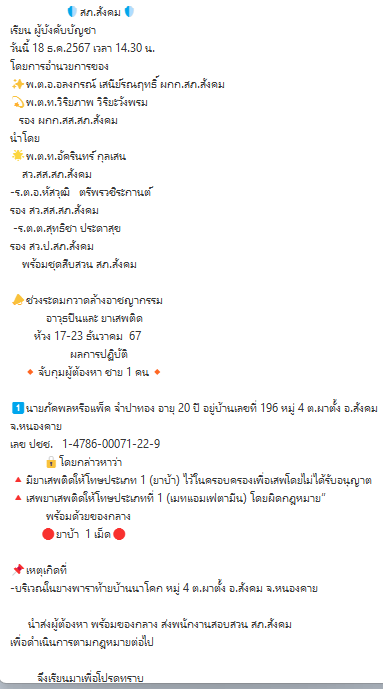 🛡️ สภ.สังคม 🛡️
เรียน ผู้บังคับบัญชา
วันนี้ 18 ธ.ค.2567 เวลา 14.30 น.
โดยการอำนวยการของ
✨พ.ต.อ.อลงกรณ์ เสนีย์รณฤทธิ์ ผกก.สภ.สังคม
💫พ.ต.ท.วิริยภาพ วิริยะวังพรม
รอง ผกก.สส.สภ.สังคม
นำโดย
🌟พ.ต.ท.อัครินทร์ กุลเสน
สว.สส.สภ.สังคม
-ร.ต.อ.หัสวุฒิ ตรีพรวชิระกานต์
รอง สว.สส.สภ.สังคม
-ร.ต.ต.สุทธิชา ประดาสุข
รอง สว.ป.สภ.สังคม
พร้อมชุดสืบสวน สภ.สังคม
📣ช่วงระดมกวาดล้างอาชญากรรม
อาวุธปืนและ ยาเสพติด
ห้วง 17-23 ธันวาคม 67
ผลการปฏิบัติ
🔸จับกุมผู้ต้องหา ชาย 1 คน 🔸
1️⃣นายภัคพลหรือแพ็ค จำปาทอง อายุ 20 ปี อยู่บ้านเลขที่ 196 หมู่ 4 ต.ผาตั้ง อ.สังคม
จ.หนองคาย
เลข ปชช. 1-4786-00071-22-9
🔒โดยกล่าวหาว่า
🔺มียาเสพติดให้โทษประเภท 1 (ยาบ้า) ไว้ในครอบครองเพื่อเสพโดยไม่ได้รับอนุญาต
🔺เสพยาเสพติดให้โทษประเภทที่ 1 (เมทแอมเฟตามีน) โดยผิดกฎหมาย"
พร้อมด้วยของกลาง
🔴ยาบ้า 1 เม็ด🔴
📌เหตุเกิดที่
-บริเวณในยางพาราท้ายบ้านนาโคก หมู่ 4 ต.ผาตั้ง อ.สังคม จ.หนองคาย
นำส่งผู้ต้องหา พร้อมของกลาง ส่งพนักงานสอบสวน สภ.สังคม
เพื่อดำเนินการตามกฎหมายต่อไป
จึงเรียนมาเพื่อโปรดทราบ